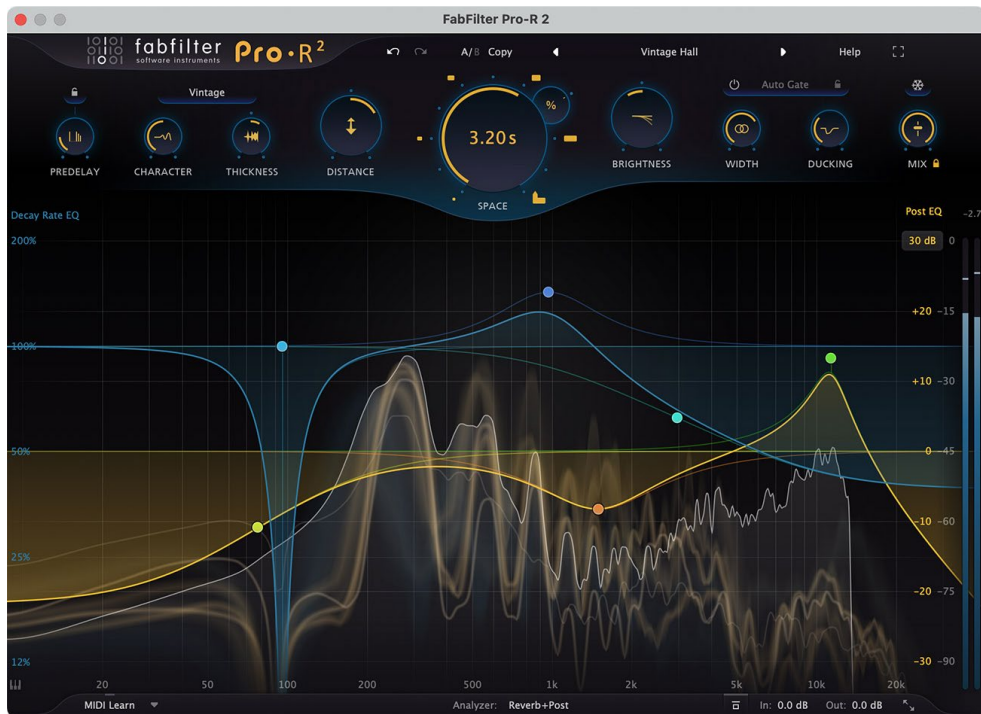 FabFilter Pro-R 2
fabfilter
software instruments
Pro·R²
A/B Copy
Vintage Hall
Help
Vintage
Auto Gate
%
3.20s
PREDELAY
CHARACTER
THICKNESS
DISTANCE
SPACE
BRIGHTNESS
WIDTH
DUCKING
MIX
Decay Rate EQ
Post EQ
-2.7
200%
30 dB
0
+20 -15
100%
+10 -30
50%
0 -45
-10 -60
25%
-20 -75
12%
-30 -90
20 50 100 200 500 1k 2k 5k 10k 20k
MIDI Learn
Analyzer: Reverb+Post
In: 0.0 dB
Out: 0.0 dB